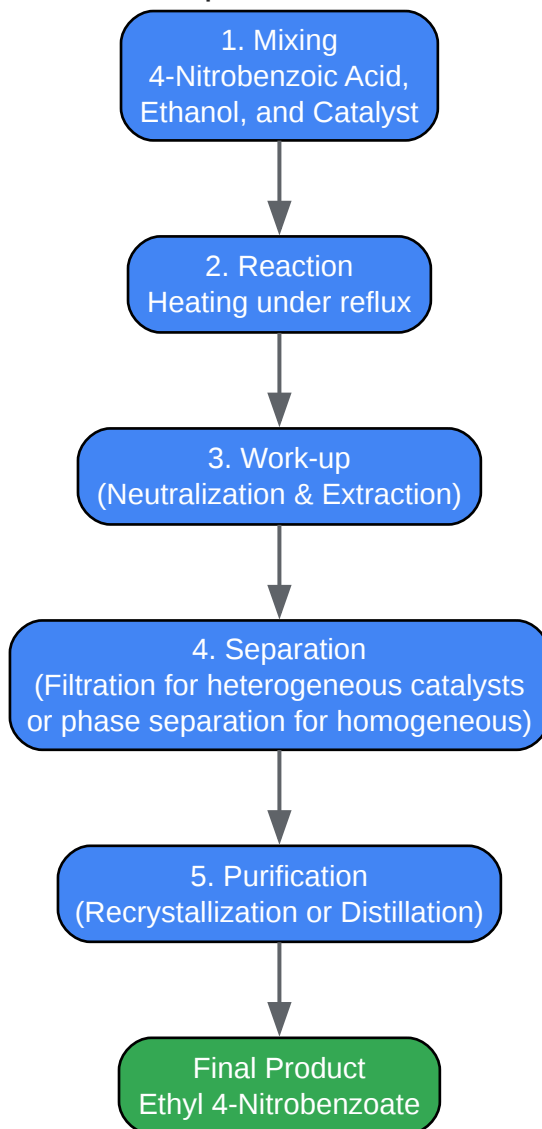 1. Mixing
4-Nitrobenzoic Acid,
Ethanol, and Catalyst
2. Reaction
Heating under reflux
3. Work-up
(Neutralization & Extraction)
4. Separation
(Filtration for heterogeneous catalysts
or phase separation for homogeneous)
5. Purification
(Recrystallization or Distillation)
Final Product
Ethyl 4-Nitrobenzoate